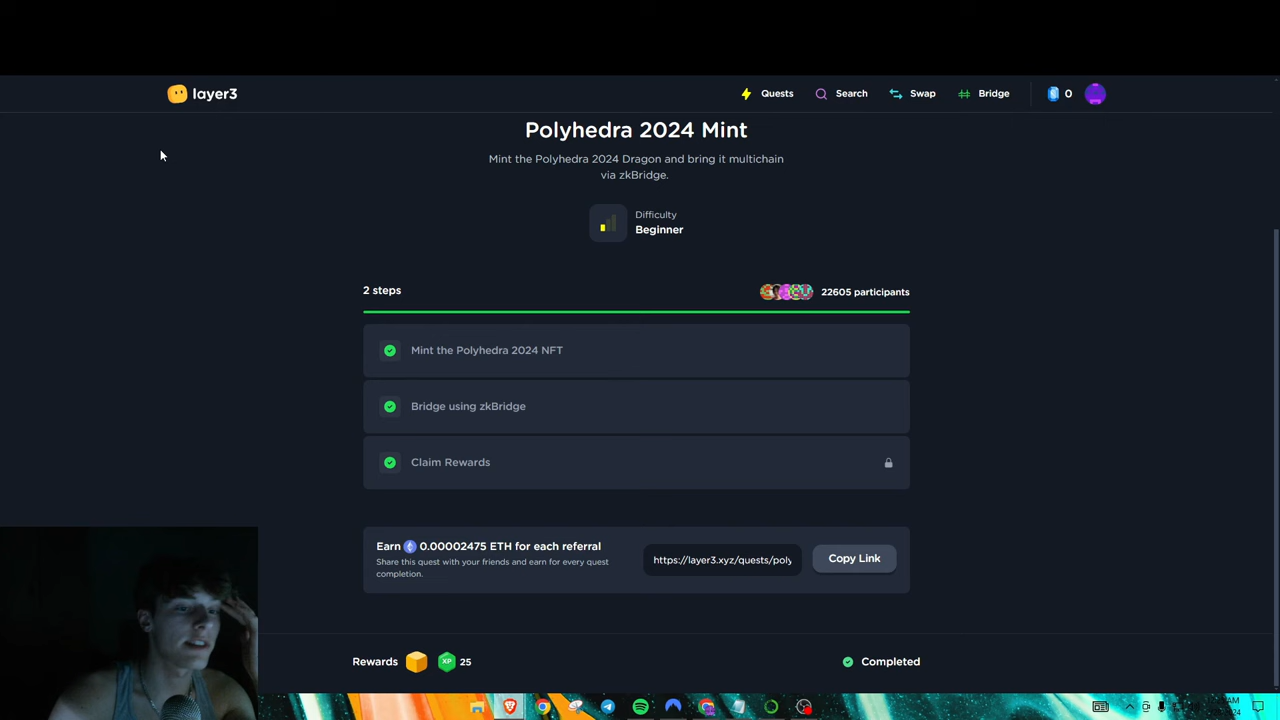 layer3
Quests
Search
Swap
Bridge
0
Polyhedra 2024 Mint
Mint the Polyhedra 2024 Dragon and bring it multichain
via zkBridge.
Difficulty
Beginner
2 steps
22605 participants
Mint the Polyhedra 2024 NFT
Bridge using zkBridge
Claim Rewards
Earn 0.00002475 ETH for each referral
Share this quest with your friends and earn for every quest
completion.
https://layer3.xyz/quests/poly
Copy Link
Rewards
XP 25
Completed